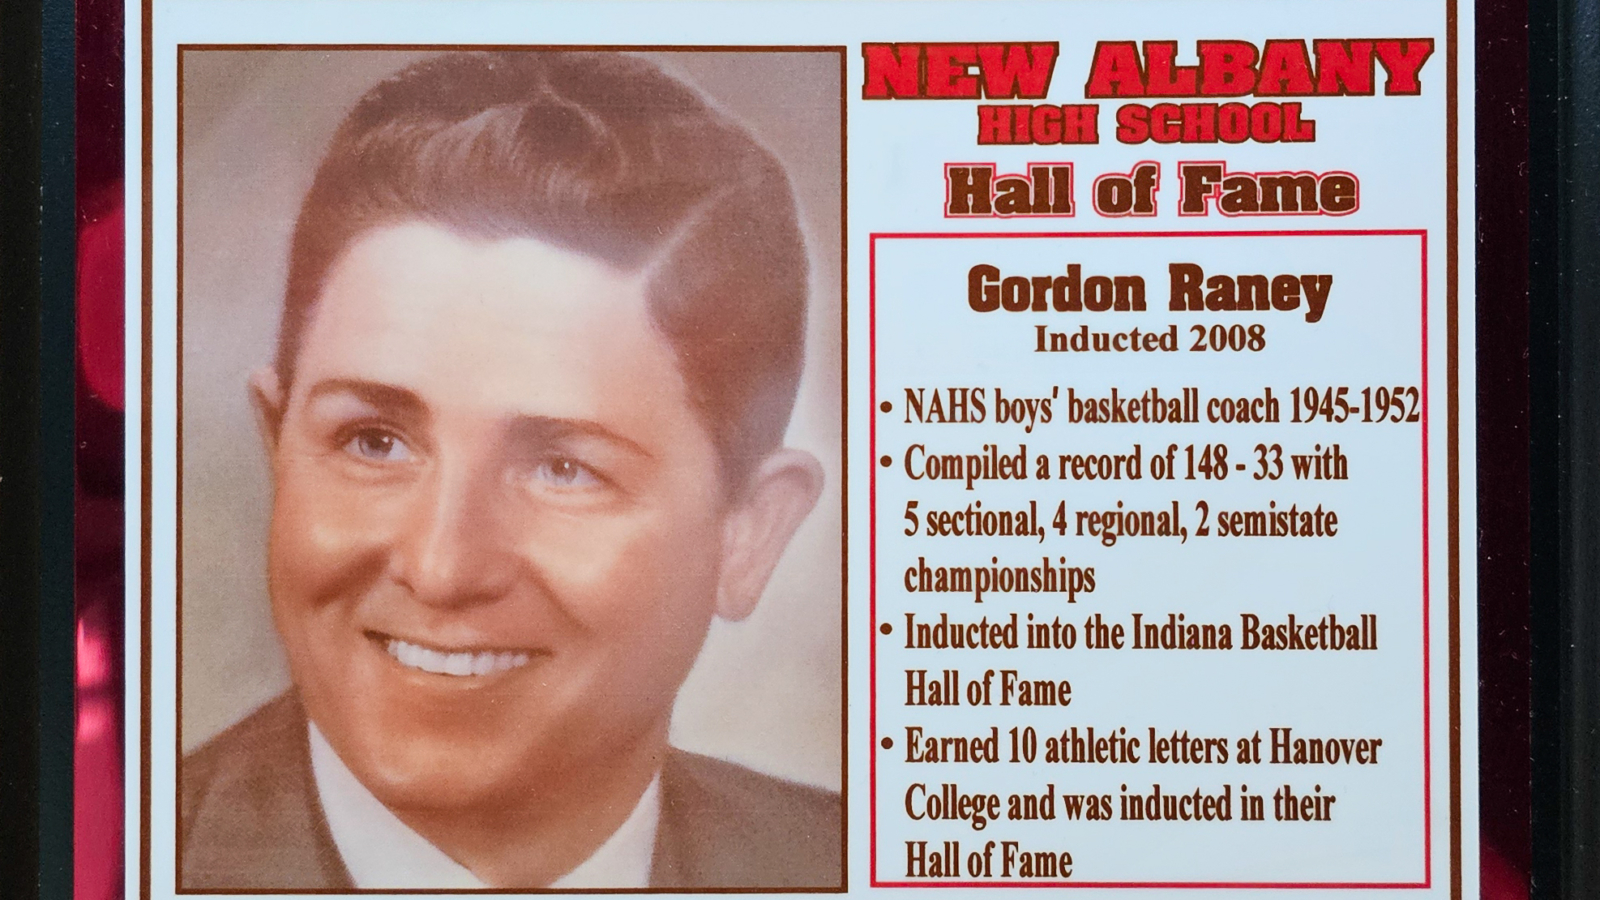 NEW ALBANY
HIGH SCHOOL
Hall of Fame
Gordon Raney
Inducted 2008
• NAHS boys' basketball coach 1945-1952
• Compiled a record of 148 - 33 with
5 sectional, 4 regional, 2 semistate
championships
• Inducted into the Indiana Basketball
Hall of Fame
• Earned 10 athletic letters at Hanover
College and was inducted in their
Hall of Fame